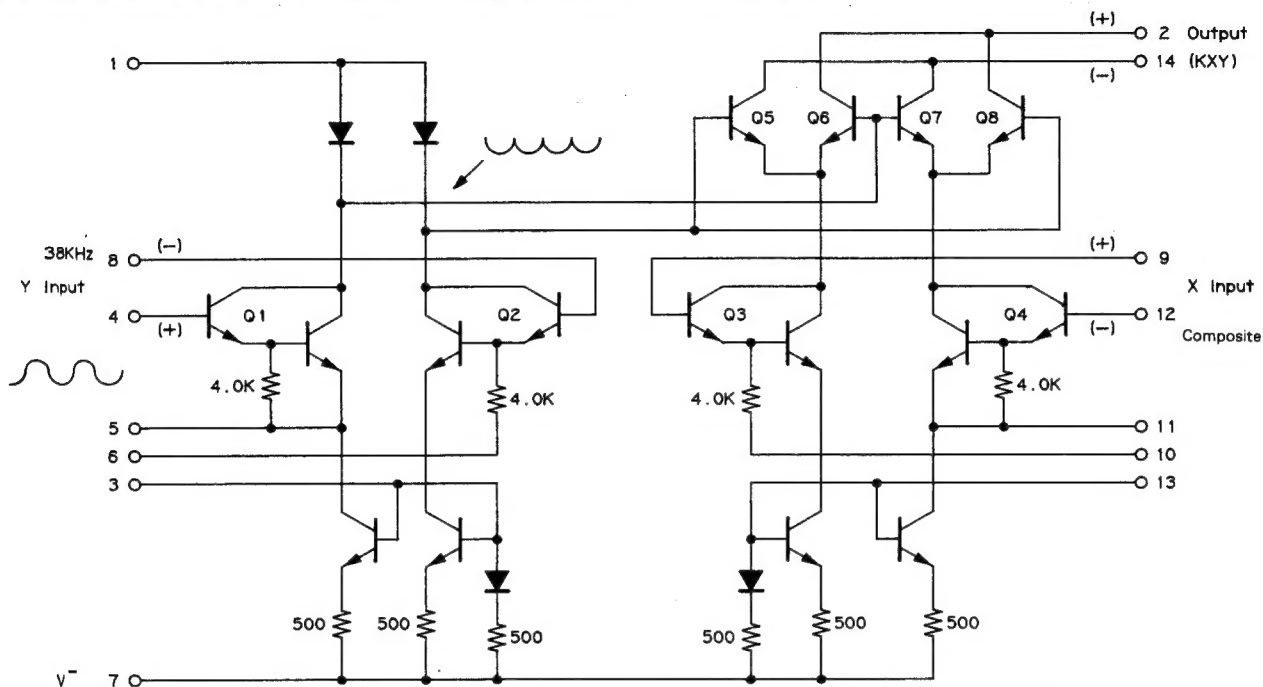 (+)
2 Output
1
14 (KXY)
(-)
Q5
Q6
Q7
Q8
38KHz
(-)
8
Y Input
4
(+)
Q1
Q2
(+)
9
X Input
Q3
Q4
(-)
12
Composite
4.0K
4.0K
4.0K
4.0K
5
6
3
11
10
13
500
500
500
500
500
500
V⁻ 7